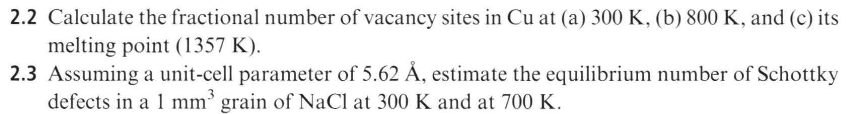 2.2 Calculate the fractional number of vacancy sites in Cu at (a) 300 K, (b) 800 K, and (c) its
melting point (1357 K).
2.3 Assuming a unit-cell parameter of 5.62 Å, estimate the equilibrium number of Schottky
defects in a 1 mm³ grain of NaCl at 300 K and at 700 K.